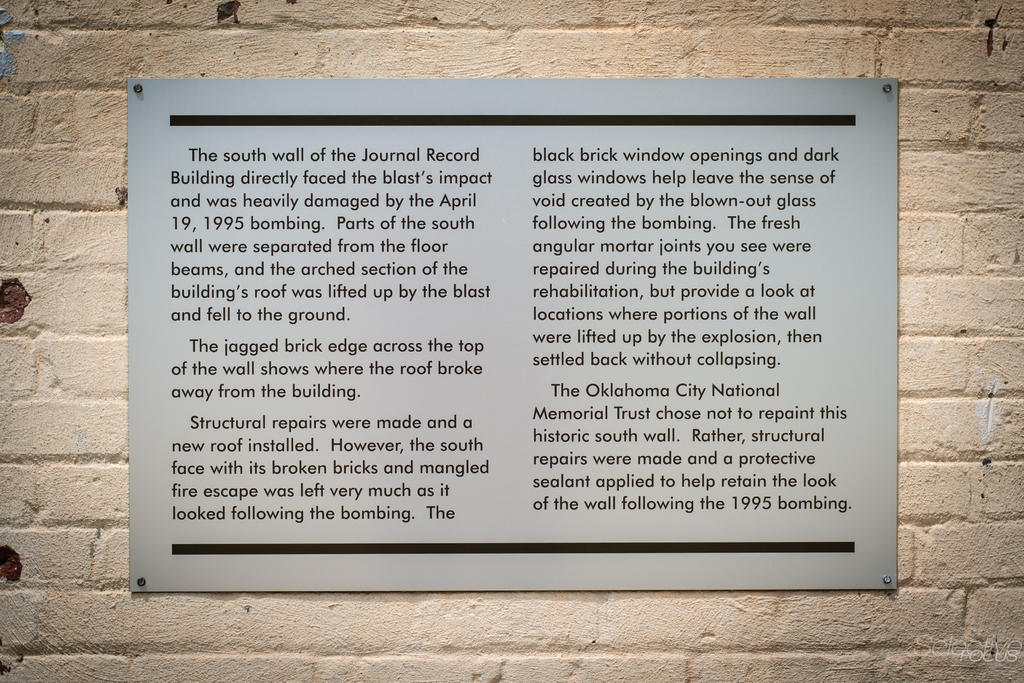 The south wall of the Journal Record
Building directly faced the blast's impact
and was heavily damaged by the April
19, 1995 bombing. Parts of the south
wall were separated from the floor
beams, and the arched section of the
building's roof was lifted up by the blast
and fell to the ground.
The jagged brick edge across the top
of the wall shows where the roof broke
away from the building.
Structural repairs were made and a
new roof installed. However, the south
face with its broken bricks and mangled
fire escape was left very much as it
looked following the bombing. The
black brick window openings and dark
glass windows help leave the sense of
void created by the blown-out glass
following the bombing. The fresh
angular mortar joints you see were
repaired during the building's
rehabilitation, but provide a look at
locations where portions of the wall
were lifted up by the explosion, then
settled back without collapsing.
The Oklahoma City National
Memorial Trust chose not to repaint this
historic south wall. Rather, structural
repairs were made and a protective
sealant applied to help retain the look
of the wall following the 1995 bombing.
Selective
FOCUS